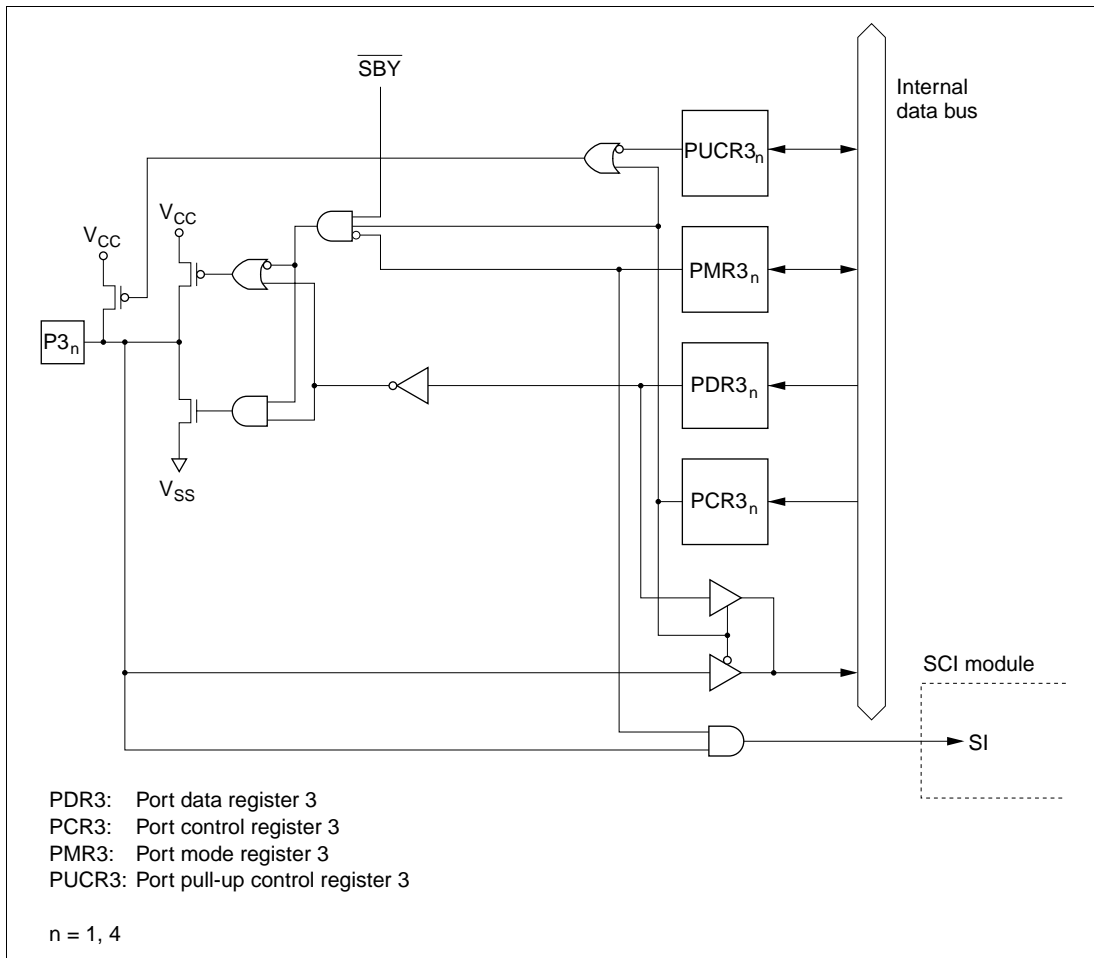 SBY
Internal
data bus
PUCR3n
VCC
VCC
PMR3n
P3n
PDR3n
VSS
PCR3n
SCI module
SI
PDR3: Port data register 3
PCR3: Port control register 3
PMR3: Port mode register 3
PUCR3: Port pull-up control register 3
n = 1, 4